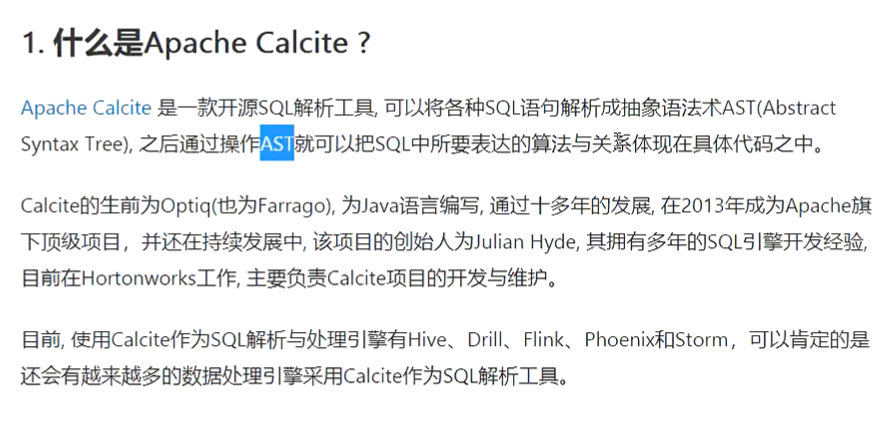 1. 什么是Apache Calcite ?
Apache Calcite 是一款开源SQL解析工具, 可以将各种SQL语句解析成抽象语法术AST(Abstract
Syntax Tree), 之后通过操作AST就可以把SQL中所要表达的算法与关系体现在具体代码之中。
Calcite的生前为Optiq(也为Farrago), 为Java语言编写, 通过十多年的发展, 在2013年成为Apache旗
下顶级项目，并还在持续发展中, 该项目的创始人为Julian Hyde, 其拥有多年的SQL引擎开发经验,
目前在Hortonworks工作, 主要负责Calcite项目的开发与维护。
目前, 使用Calcite作为SQL解析与处理引擎有Hive、Drill、Flink、Phoenix和Storm，可以肯定的是
还会有越来越多的数据处理引擎采用Calcite作为SQL解析工具。